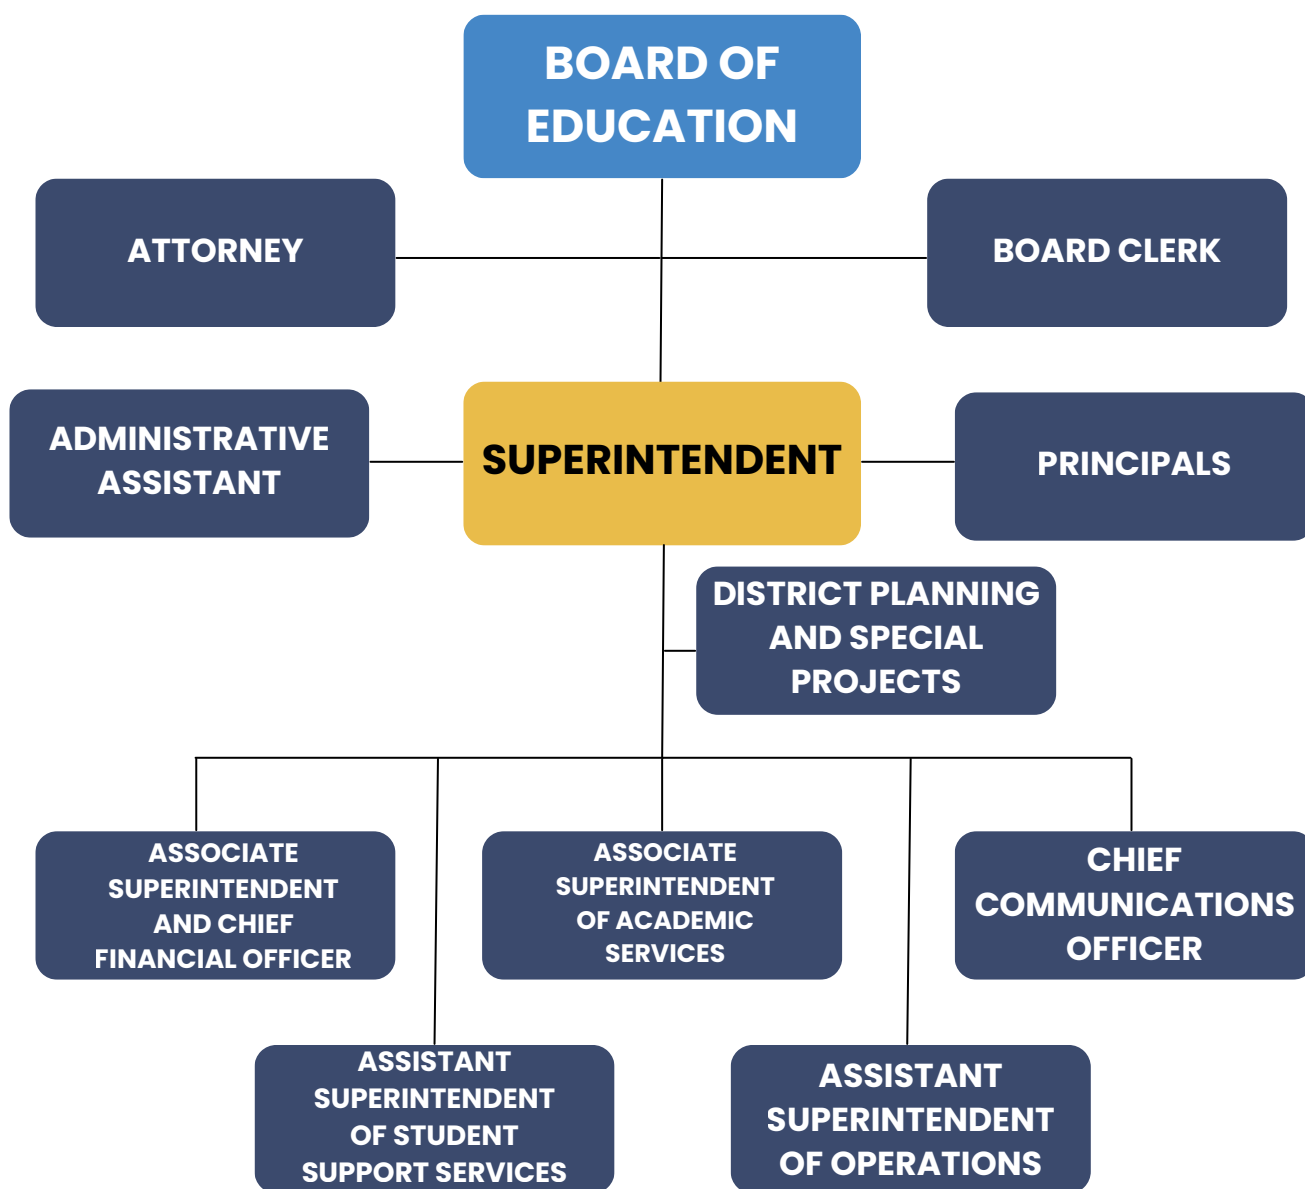 BOARD OF
EDUCATION
ATTORNEY
BOARD CLERK
ADMINISTRATIVE
ASSISTANT
SUPERINTENDENT
PRINCIPALS
DISTRICT PLANNING
AND SPECIAL
PROJECTS
ASSOCIATE
SUPERINTENDENT
AND CHIEF
FINANCIAL OFFICER
ASSOCIATE
SUPERINTENDENT
OF ACADEMIC
SERVICES
CHIEF
COMMUNICATIONS
OFFICER
ASSISTANT
SUPERINTENDENT
OF STUDENT
SUPPORT SERVICES
ASSISTANT
SUPERINTENDENT
OF OPERATIONS